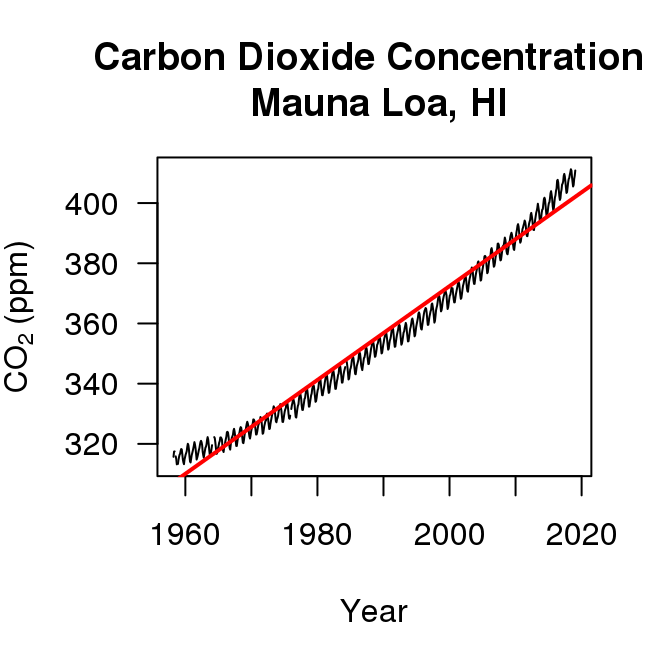 Carbon Dioxide Concentration
Mauna Loa, HI
CO₂ (ppm)
400
380
360
340
320
1960 1980 2000 2020
Year